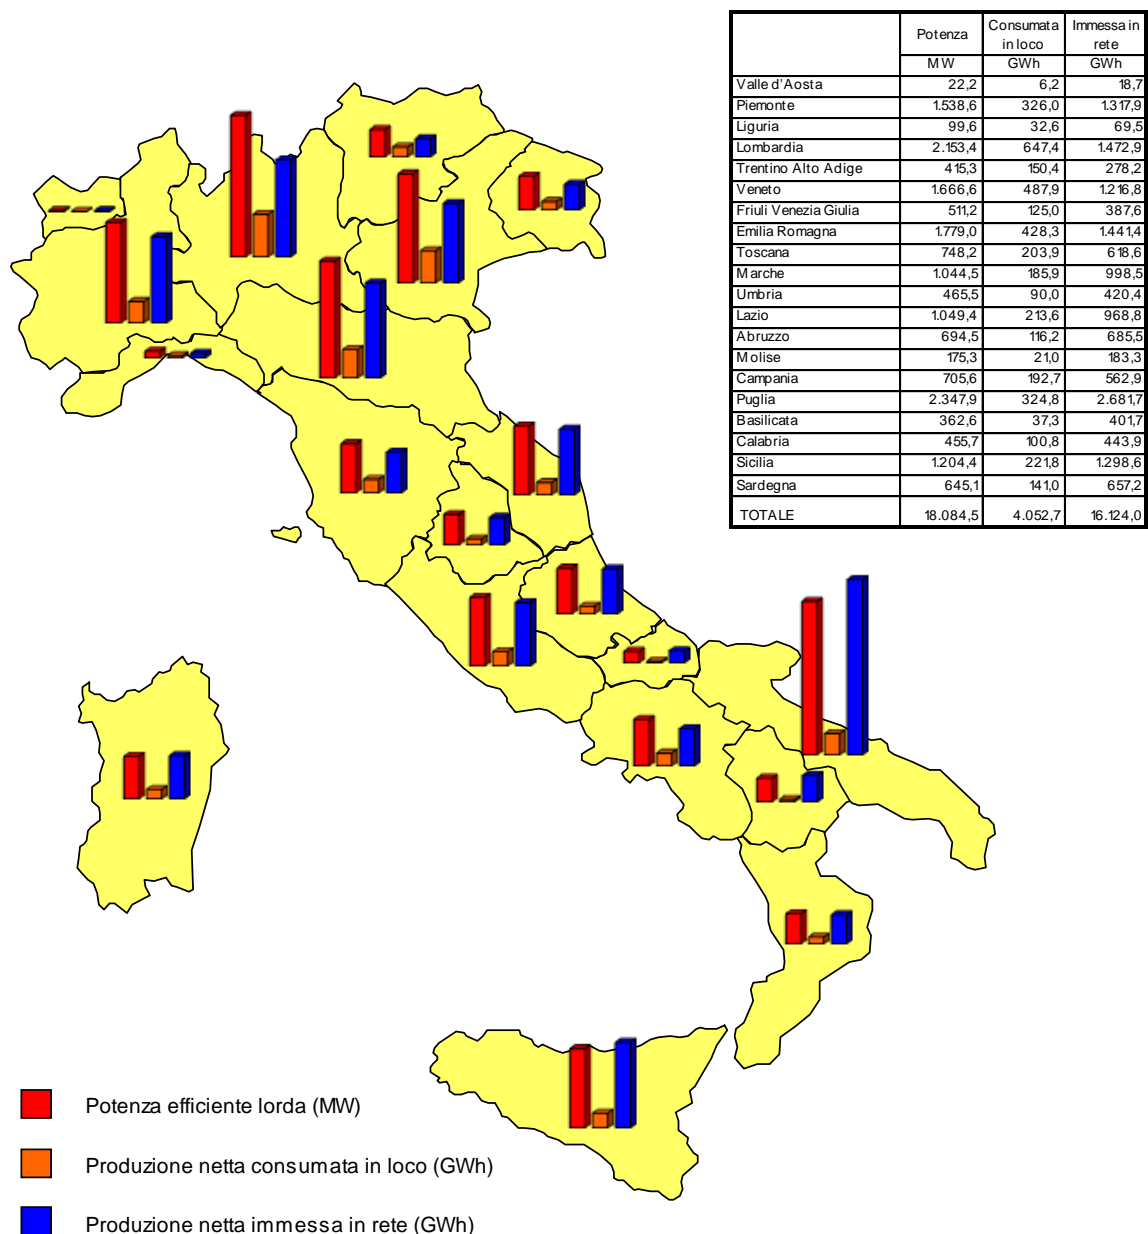 Potenza Consumata in loco Immessa in rete
MW GWh GWh
Valle d'Aosta 22,2 6,2 18,7
Piemonte 1.538,6 326,0 1.317,9
Liguria 99,6 32,6 69,5
Lombardia 2.153,4 647,4 1.472,9
Trentino Alto Adige 415,3 150,4 278,2
Veneto 1.666,6 487,9 1.216,8
Friuli Venezia Giulia 511,2 125,0 387,6
Emilia Romagna 1.779,0 428,3 1.441,4
Toscana 748,2 203,9 618,6
Marche 1.044,5 185,9 998,5
Umbria 465,5 90,0 420,4
Lazio 1.049,4 213,6 968,8
Abruzzo 694,5 116,2 685,5
Molise 175,3 21,0 183,3
Campania 705,6 192,7 562,9
Puglia 2.347,9 324,8 2.681,7
Basilicata 362,6 37,3 401,7
Calabria 455,7 100,8 443,9
Sicilia 1.204,4 221,8 1.298,6
Sardegna 645,1 141,0 657,2
TOTALE 18.084,5 4.052,7 16.124,0
Potenza efficiente lorda (MW)
Produzione netta consumata in loco (GWh)
Produzione netta immessa in rete (GWh)